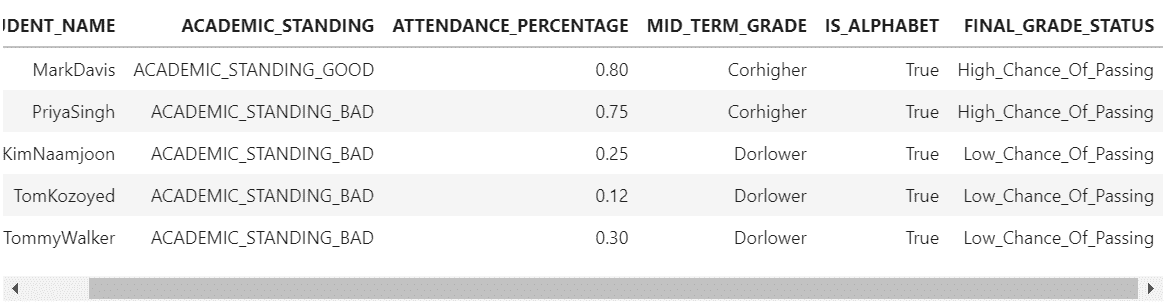 UDENT_NAME ACADEMIC_STANDING ATTENDANCE_PERCENTAGE MID_TERM_GRADE IS_ALPHABET FINAL_GRADE_STATUS
MarkDavis ACADEMIC_STANDING_GOOD 0.80 Corhigher True High_Chance_Of_Passing
PriyaSingh ACADEMIC_STANDING_BAD 0.75 Corhigher True High_Chance_Of_Passing
KimNaamjoon ACADEMIC_STANDING_BAD 0.25 Dorlower True Low_Chance_Of_Passing
TomKozoyed ACADEMIC_STANDING_BAD 0.12 Dorlower True Low_Chance_Of_Passing
TommyWalker ACADEMIC_STANDING_BAD 0.30 Dorlower True Low_Chance_Of_Passing